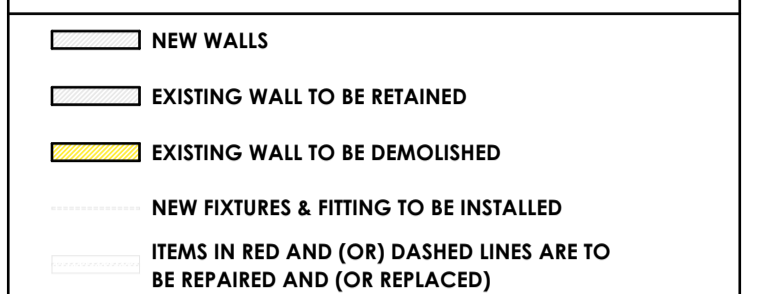 NEW WALLS
EXISTING WALL TO BE RETAINED
EXISTING WALL TO BE DEMOLISHED
NEW FIXTURES & FITTING TO BE INSTALLED
ITEMS IN RED AND (OR) DASHED LINES ARE TO
BE REPAIRED AND (OR REPLACED)